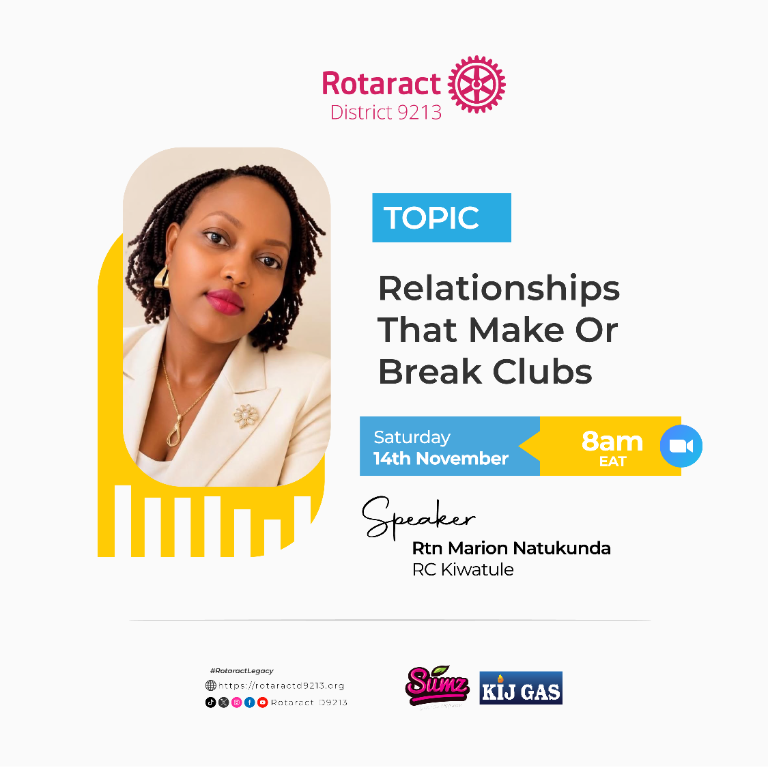 Rotaract
District 9213
TOPIC
Relationships
That Make Or
Break Clubs
Saturday
14th November
8am
EAT
Speaker
Rtn Marion Natukunda
RC Kiwatule
#RotaractLegacy
https://rotaractd9213.org
Rotaract D9213
Sumz
KIJ GAS